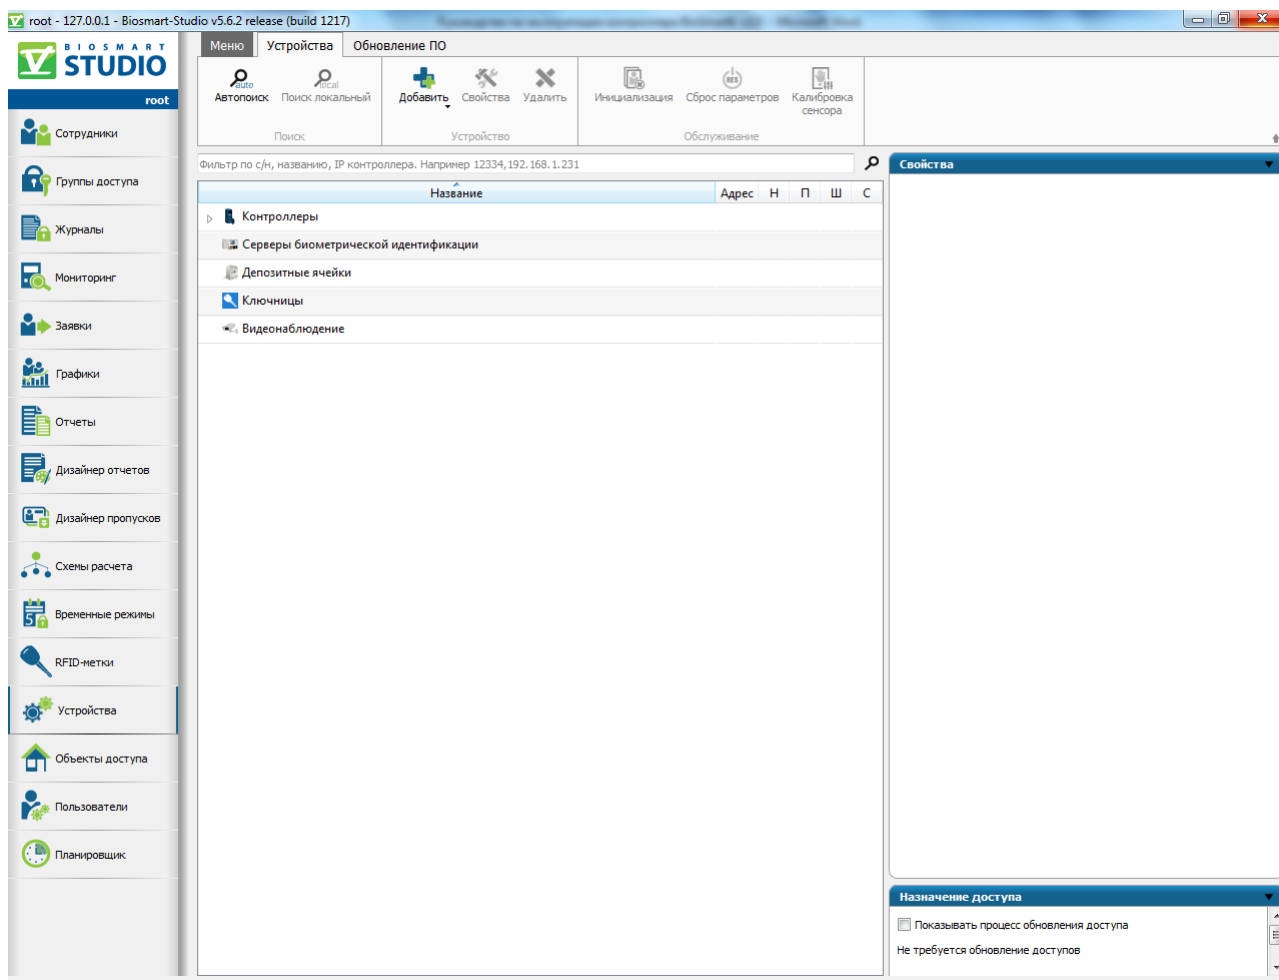 root - 127.0.0.1 - Biosmart-Studio v5.6.2 release (build 1217)
BIOSMART
STUDIO
root
Сотрудники
Группы доступа
Журналы
Мониторинг
Заявки
Графики
Отчеты
Дизайнер отчетов
Дизайнер пропусков
Схемы расчета
Временные режимы
RFID-метки
Устройства
Объекты доступа
Пользователи
Планировщик
Меню Устройства Обновление ПО
auto local RES
Автопоиск Поиск локальный Добавить Свойства Удалить Инициализация Сброс параметров Калибровка
сенсора
Поиск Устройство Обслуживание
Фильтр по с/н, названию, IP контроллера. Например 12334,192.168.1.231
Название Адрес Н П Ш С
Контроллеры
Серверы биометрической идентификации
Депозитные ячейки
Ключницы
Видеонаблюдение
Свойства
Назначение доступа
Показывать процесс обновления доступа
Не требуется обновление доступов